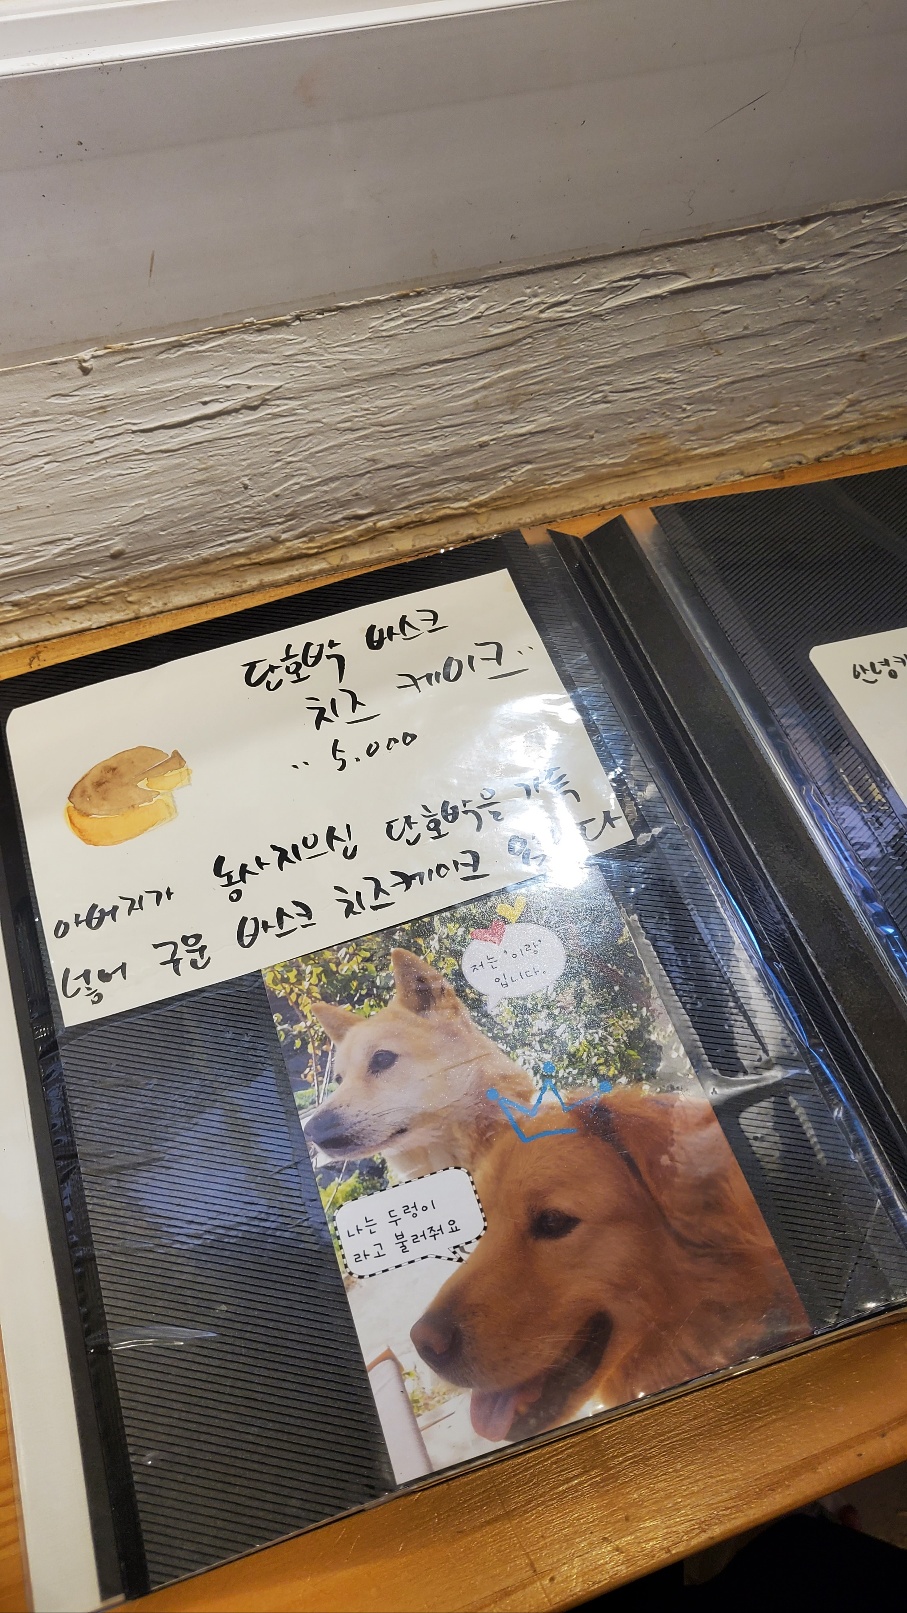 단호박 바스크
치즈 케이크
5.000
아버지가 농사지으신 단호박을 가득
넣어 구운 바스크 치즈케이크 입니다
저는 "이랑"
입니다.
나는 두렁이
라고 불러줘요